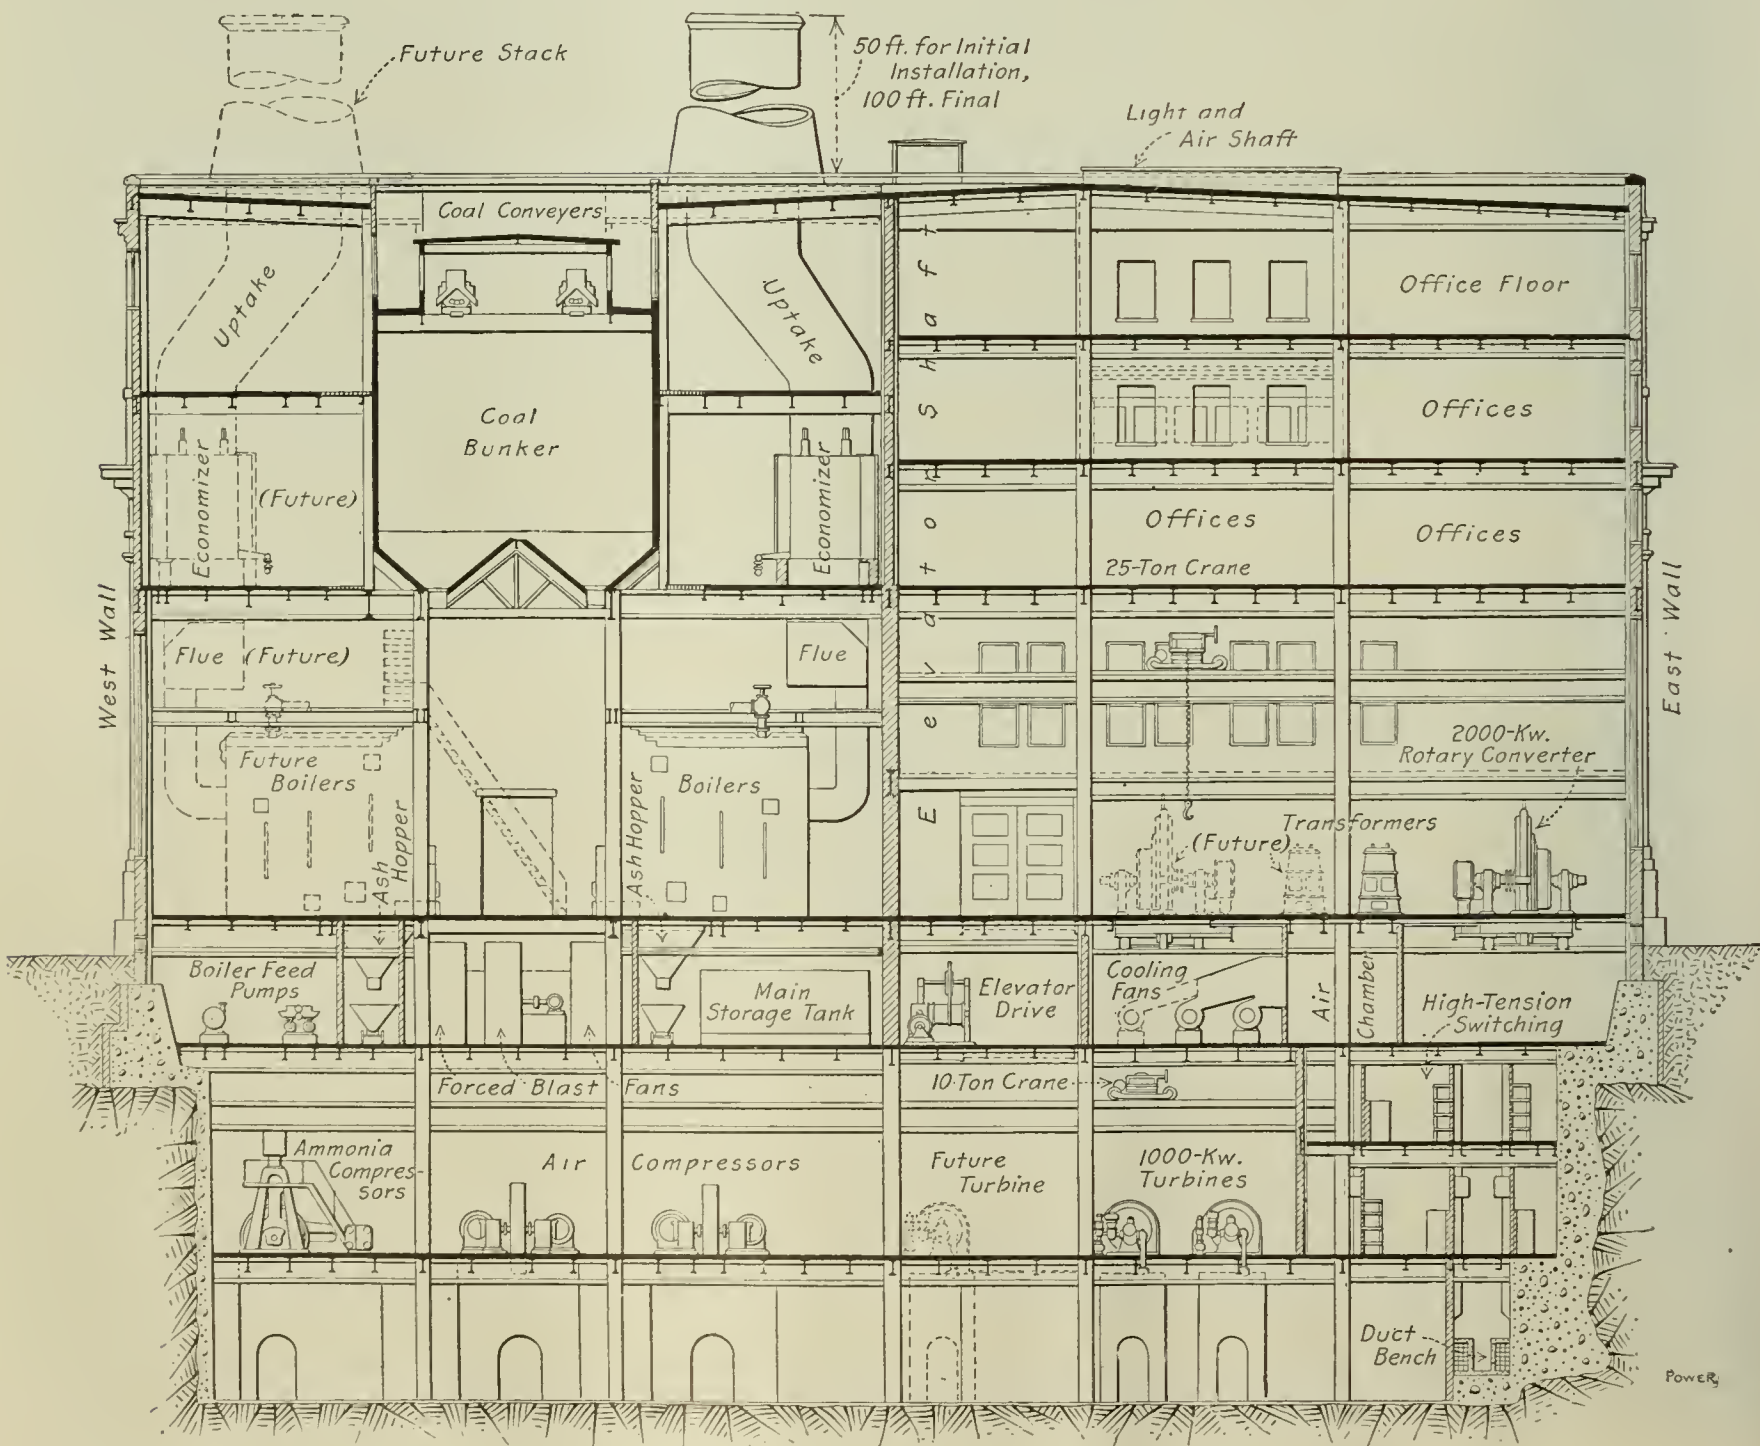 Future Stack
50 ft. for Initial
Installation,
100 ft. Final
Light and
Air Shaft
Coal Conveyers
Uptake
Uptake
Office Floor
Coal
Bunker
Offices
Economizer
(Future)
Economizer
Offices
Offices
25-Ton Crane
Elevator Shaft
West Wall
East Wall
Flue (Future)
Flue
2000-Kw.
Rotary Converter
Future
Boilers
Boilers
Ash
Hopper
Ash Hopper
Transformers
(Future)
Boiler Feed
Pumps
Main
Storage Tank
Elevator
Drive
Cooling
Fans
Air
Chamber
High-Tension
Switching
Forced Blast Fans
10-Ton Crane
Ammonia
Compres-
sors
Air Compressors
Future
Turbine
1000-Kw.
Turbines
Duct
Bench
POWER